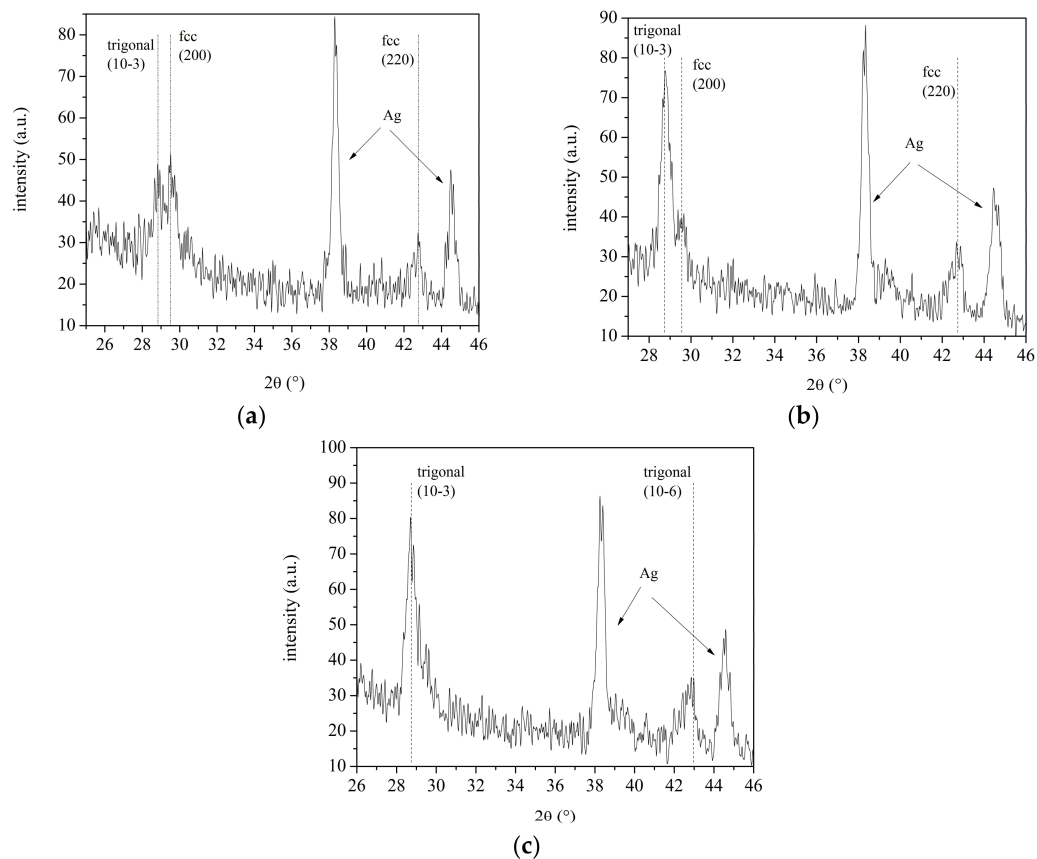 trigonal
(10-3)
fcc
(200)
fcc
(220)
Ag
intensity (a.u.)
80
70
60
50
40
30
20
10
26 28 30 32 34 36 38 40 42 44 46
2θ (°)
(a)
trigonal
(10-3)
fcc
(200)
fcc
(220)
Ag
intensity (a.u.)
90
80
70
60
50
40
30
20
10
28 30 32 34 36 38 40 42 44 46
2θ (°)
(b)
trigonal
(10-3)
trigonal
(10-6)
Ag
intensity (a.u.)
100
90
80
70
60
50
40
30
20
10
26 28 30 32 34 36 38 40 42 44 46
2θ (°)
(c)